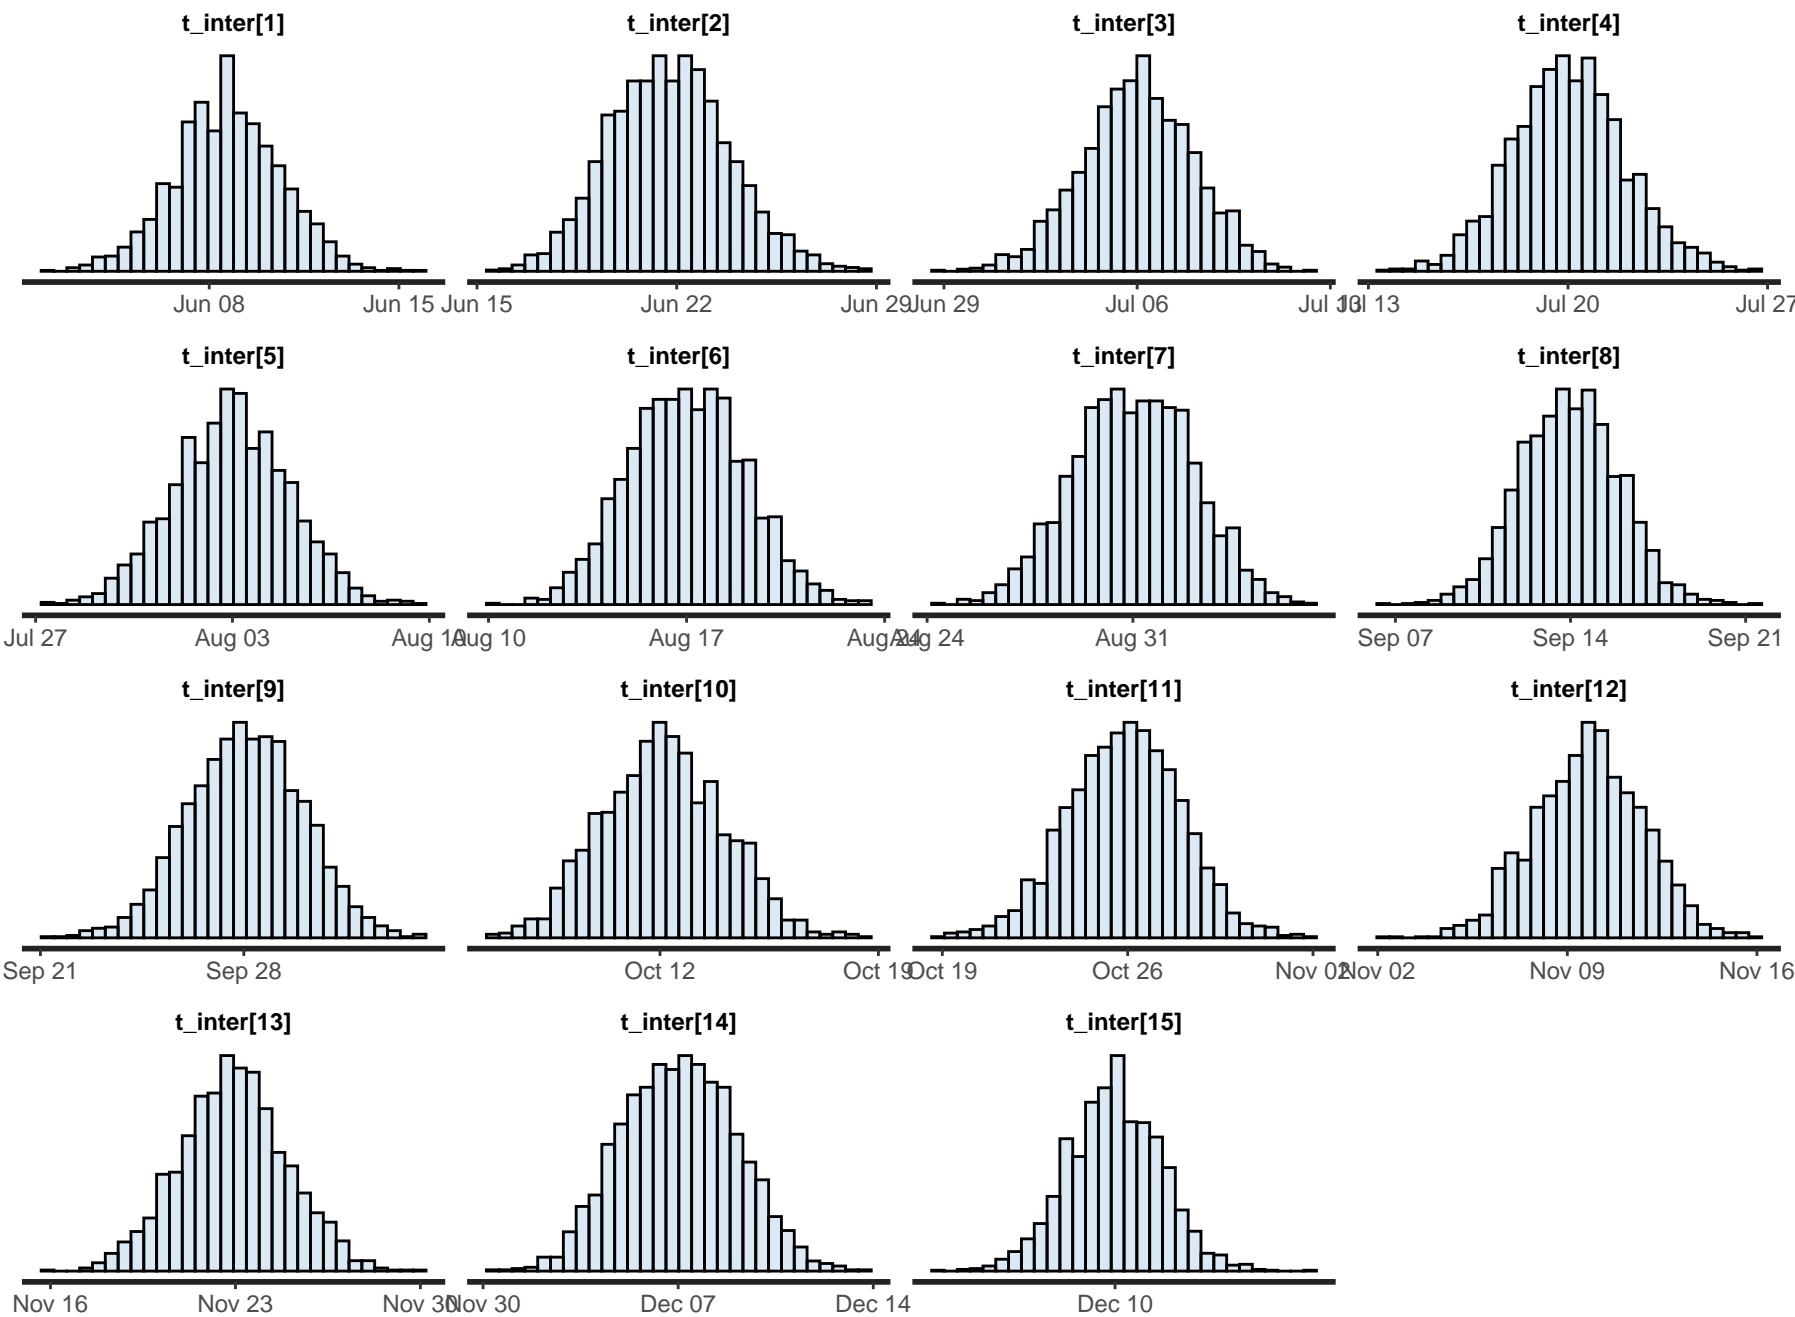 t_inter[1] t_inter[2] t_inter[3] t_inter[4]
Jun 08 Jun 15 Jun 15 Jun 22 Jun 29 Jun 29 Jul 06 Jul 13 Jul 13 Jul 20 Jul 27
t_inter[5] t_inter[6] t_inter[7] t_inter[8]
Jul 27 Aug 03 Aug 10 Aug 10 Aug 17 Aug 24 Aug 24 Aug 31 Sep 07 Sep 14 Sep 21
t_inter[9] t_inter[10] t_inter[11] t_inter[12]
Sep 21 Sep 28 Oct 12 Oct 19 Oct 19 Oct 26 Nov 02 Nov 02 Nov 09 Nov 16
t_inter[13] t_inter[14] t_inter[15]
Nov 16 Nov 23 Nov 30 Nov 30 Dec 07 Dec 14 Dec 10